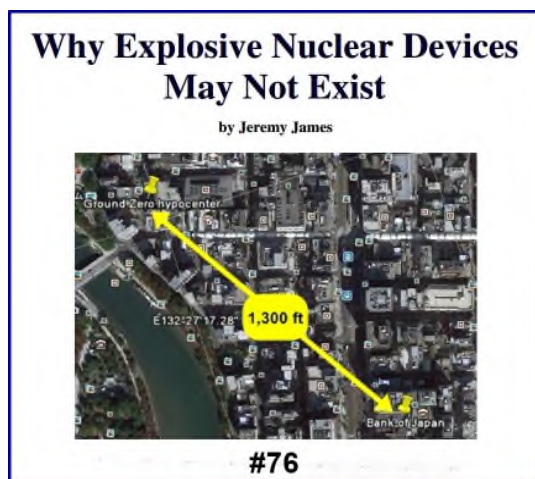 Why Explosive Nuclear Devices
May Not Exist
by Jeremy James
Ground Zero hypocenter
E132°27'17.28"
1,300 ft
Bank of Japan
#76